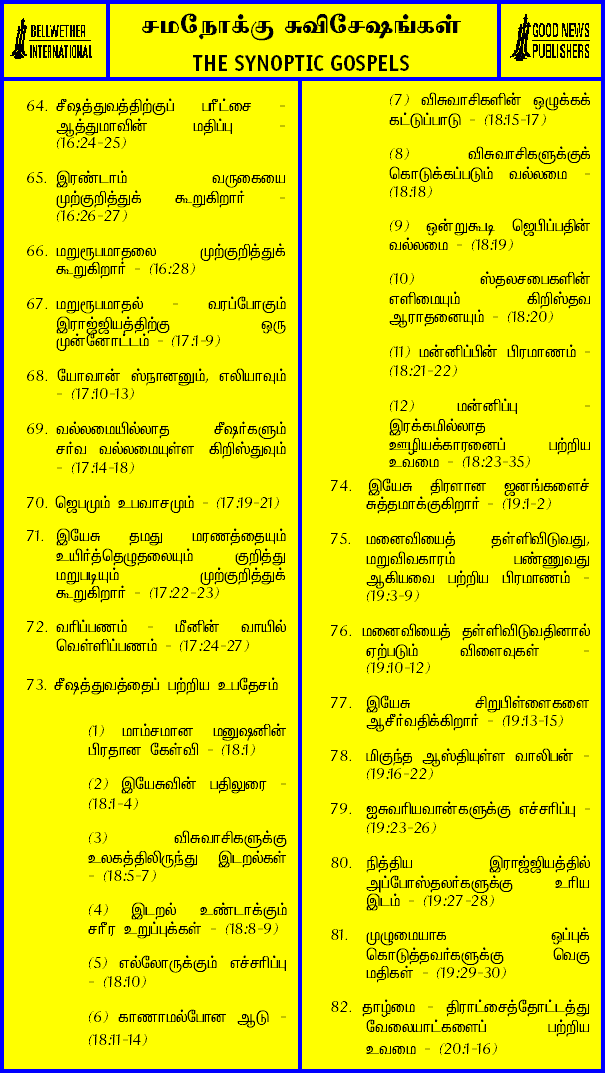 BELLWETHER
INTERNATIONAL
சமநோக்கு சுவிசேஷங்கள்
THE SYNOPTIC GOSPELS
GOOD NEWS
PUBLISHERS
64. சீஷத்துவத்திற்குப் பரீட்சை -
ஆத்துமாவின் மதிப்பு -
(16:24-25)
65. இரண்டாம் வருகையை
முற்குறித்துக் கூறுகிறார் -
(16:26-27)
66. மறுரூபமாதலை முற்குறித்துக்
கூறுகிறார் - (16:28)
67. மறுரூபமாதல் - வரப்போகும்
இராஜ்ஜியத்திற்கு ஒரு
முன்னோட்டம் - (17:1-9)
68. யோவான் ஸ்நானனும், எலியாவும்
- (17:10-13)
69. வல்லமையில்லாத சீஷர்களும்
சர்வ வல்லமையுள்ள கிறிஸ்துவும்
- (17:14-18)
70. ஜெபமும் உபவாசமும் - (17:19-21)
71. இயேசு தமது மரணத்தையும்
உயிர்த்தெழுதலையும் குறித்து
மறுபடியும் முற்குறித்துக்
கூறுகிறார் - (17:22-23)
72. வரிப்பணம் - மீனின் வாயில்
வெள்ளிப்பணம் - (17:24-27)
73. சீஷத்துவத்தைப் பற்றிய உபதேசம்
(1) மாம்சமான மனுஷனின்
பிரதான கேள்வி - (18:1)
(2) இயேசுவின் பதிலுரை -
(18:1-4)
(3) விசுவாசிகளுக்கு
உலகத்திலிருந்து இடறல்கள்
- (18:5-7)
(4) இடறல் உண்டாக்கும்
சரீர உறுப்புக்கள் - (18:8-9)
(5) எல்லோருக்கும் எச்சரிப்பு
- (18:10)
(6) காணாமல்போன ஆடு -
(18:11-14)
(7) விசுவாசிகளின் ஒழுக்கக்
கட்டுப்பாடு - (18:15-17)
(8) விசுவாசிகளுக்குக்
கொடுக்கப்படும் வல்லமை -
(18:18)
(9) ஒன்றுகூடி ஜெபிப்பதின்
வல்லமை - (18:19)
(10) ஸ்தலசபைகளின்
எளிமையும் கிறிஸ்தவ
ஆராதனையும் - (18:20)
(11) மன்னிப்பின் பிரமாணம் -
(18:21-22)
(12) மன்னிப்பு -
இரக்கமில்லாத
ஊழியக்காரனைப் பற்றிய
உவமை - (18:23-35)
74. இயேசு திரளான ஜனங்களைச்
சுத்தமாக்குகிறார் - (19:1-2)
75. மனைவியைத் தள்ளிவிடுவது,
மறுவிவகாரம் பண்ணுவது
ஆகியவை பற்றிய பிரமாணம் -
(19:3-9)
76. மனைவியைத் தள்ளிவிடுவதினால்
ஏற்படும் விளைவுகள் -
(19:10-12)
77. இயேசு சிறுபிள்ளைகளை
ஆசீர்வதிக்கிறார் - (19:13-15)
78. மிகுந்த ஆஸ்தியுள்ள வாலிபன் -
(19:16-22)
79. ஐசுவரியவான்களுக்கு எச்சரிப்பு -
(19:23-26)
80. நித்திய இராஜ்ஜியத்தில்
அப்போஸ்தலர்களுக்கு உரிய
இடம் - (19:27-28)
81. முழுமையாக ஒப்புக்
கொடுத்தவர்களுக்கு வெகு
மதிகள் - (19:29-30)
82. தாழ்மை - திராட்சைத்தோட்டத்து
வேலையாட்களைப் பற்றிய
உவமை - (20:1-16)